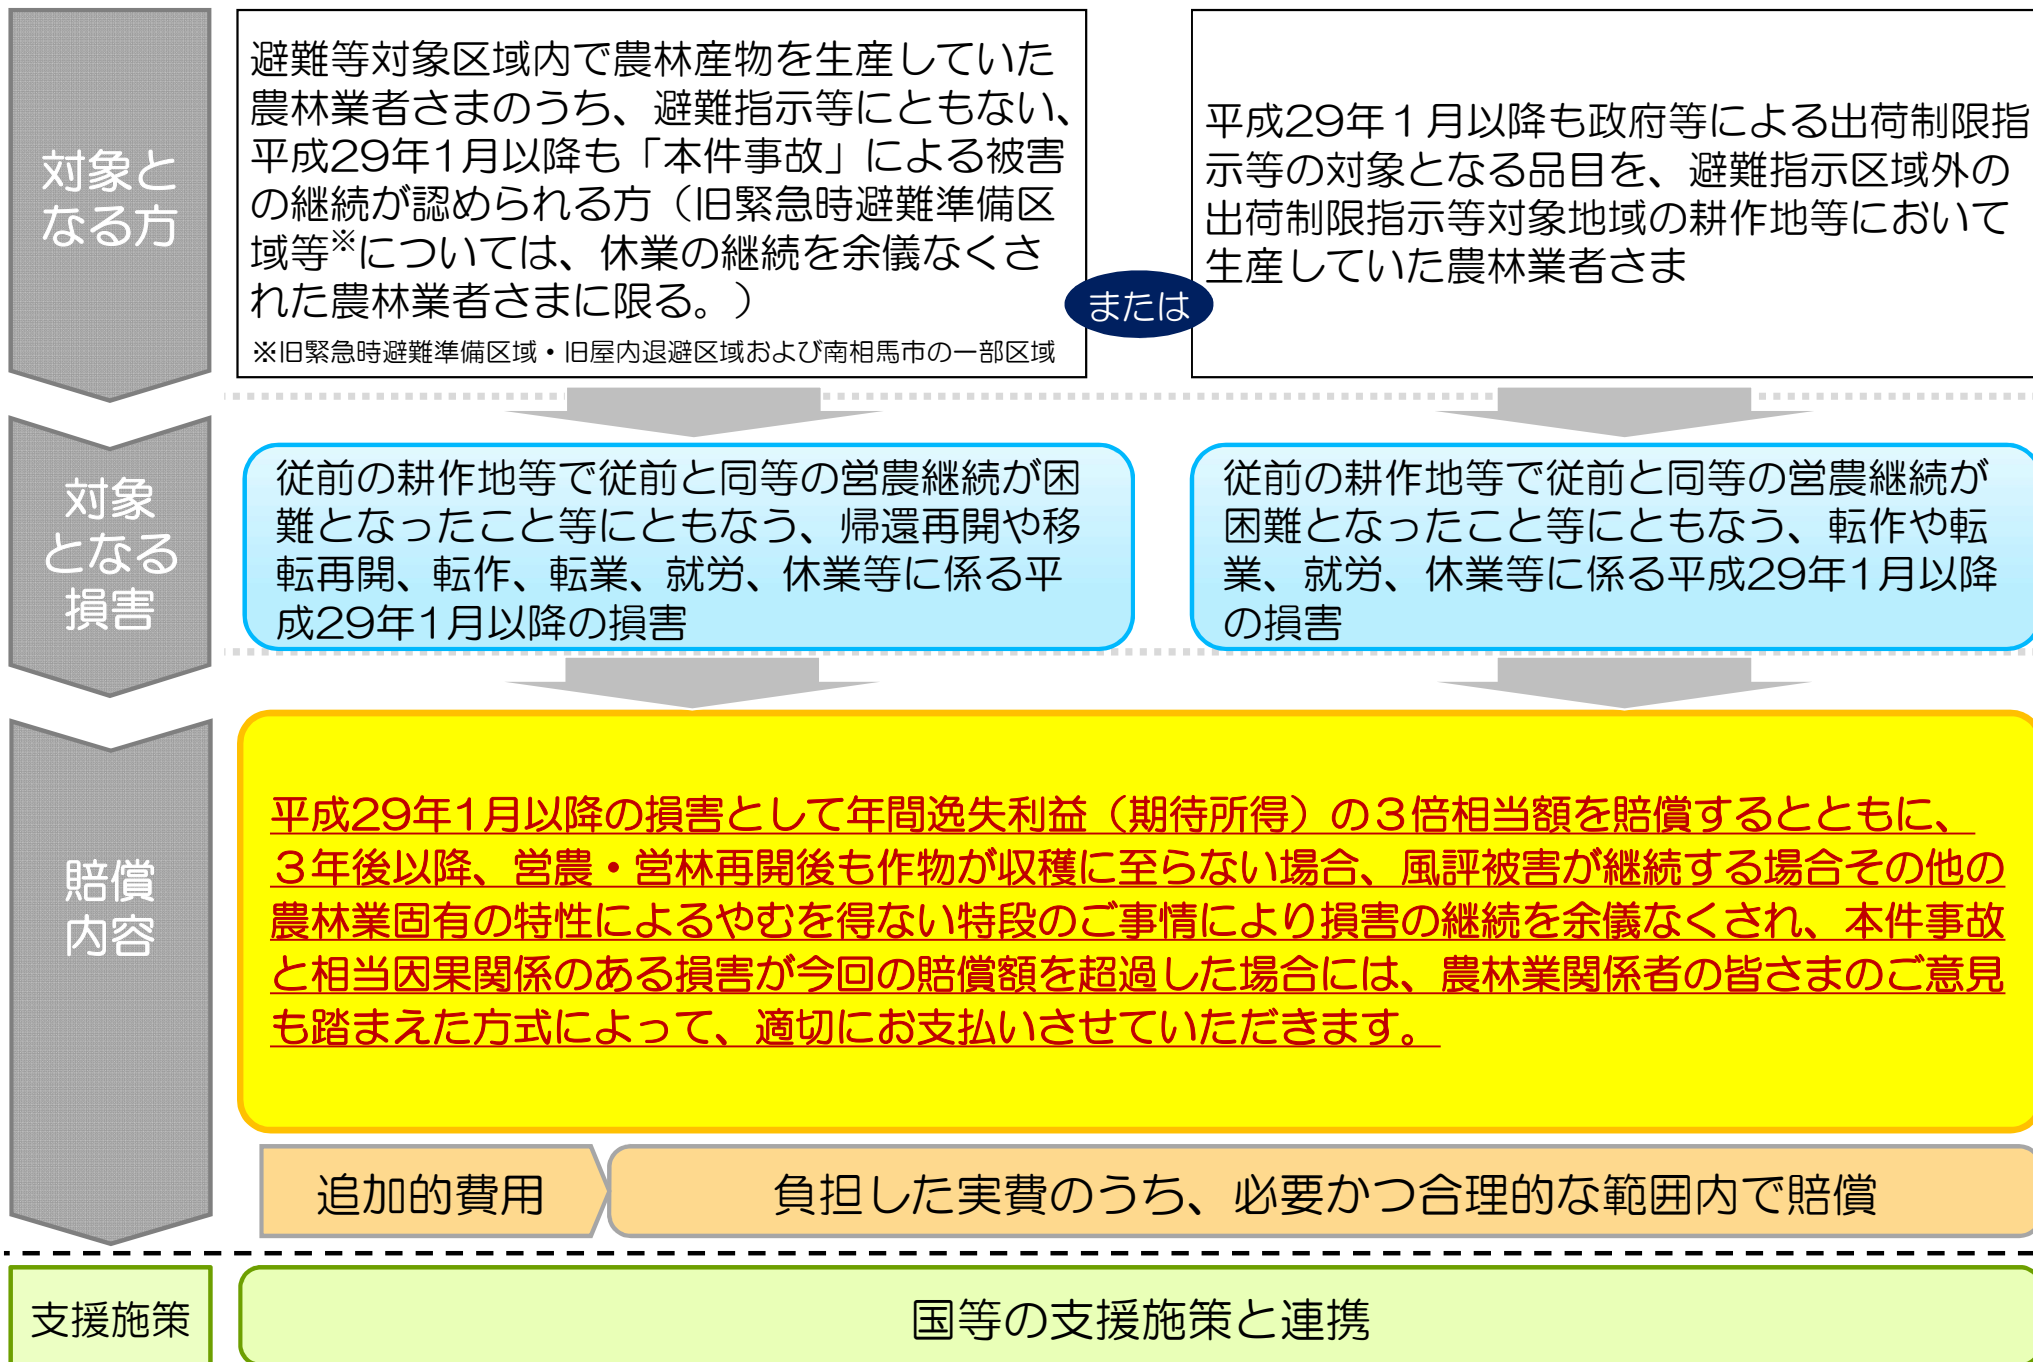 対象と
なる方
避難等対象区域内で農林産物を生産していた
農林業者さまのうち、避難指示等にともない、
平成29年1月以降も「本件事故」による被害
の継続が認められる方（旧緊急時避難準備区
域等※については、休業の継続を余儀なくさ
れた農林業者さまに限る。）
※旧緊急時避難準備区域・旧屋内退避区域および南相馬市の一部区域
または
平成29年１月以降も政府等による出荷制限指
示等の対象となる品目を、避難指示区域外の
出荷制限指示等対象地域の耕作地等において
生産していた農林業者さま
対象
となる
損害
従前の耕作地等で従前と同等の営農継続が困
難となったこと等にともなう、帰還再開や移
転再開、転作、転業、就労、休業等に係る平
成29年1月以降の損害
従前の耕作地等で従前と同等の営農継続が
困難となったこと等にともなう、転作や転
業、就労、休業等に係る平成29年1月以降
の損害
賠償
内容
平成29年1月以降の損害として年間逸失利益（期待所得）の３倍相当額を賠償するとともに、
３年後以降、営農・営林再開後も作物が収穫に至らない場合、風評被害が継続する場合その他の
農林業固有の特性によるやむを得ない特段のご事情により損害の継続を余儀なくされ、本件事故
と相当因果関係のある損害が今回の賠償額を超過した場合には、農林業関係者の皆さまのご意見
も踏まえた方式によって、適切にお支払いさせていただきます。
追加的費用
負担した実費のうち、必要かつ合理的な範囲内で賠償
支援施策
国等の支援施策と連携